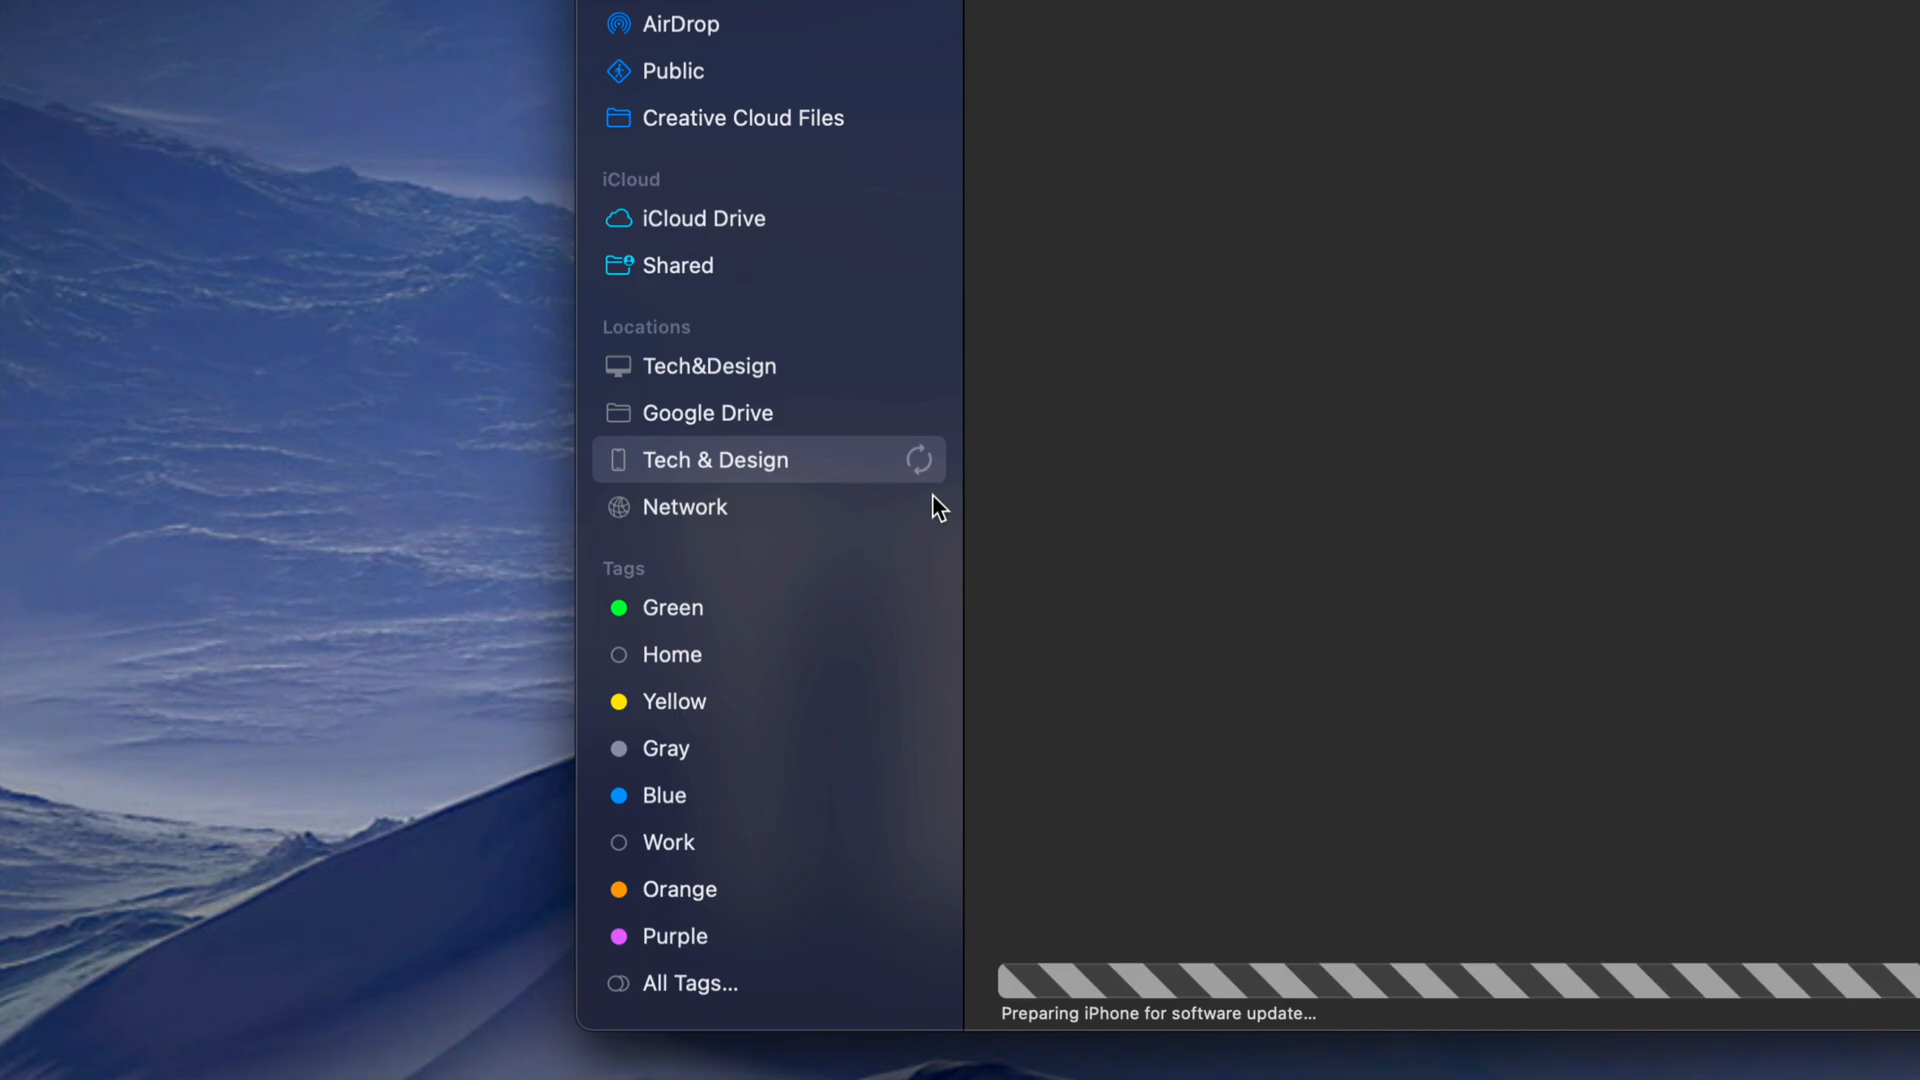 AirDrop
Public
Creative Cloud Files
iCloud
iCloud Drive
Shared
Locations
Tech&Design
Google Drive
Tech & Design
Network
Tags
Green
Home
Yellow
Gray
Blue
Work
Orange
Purple
All Tags...
Preparing iPhone for software update...